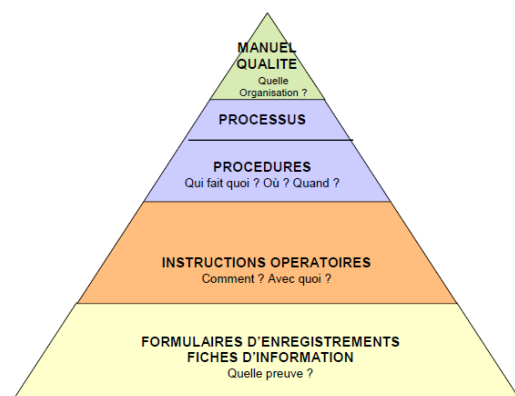 MANUEL
QUALITE
Quelle
Organisation ?
PROCESSUS
PROCEDURES
Qui fait quoi ? Où ? Quand ?
INSTRUCTIONS OPERATOIRES
Comment ? Avec quoi ?
FORMULAIRES D'ENREGISTREMENTS
FICHES D'INFORMATION
Quelle preuve ?